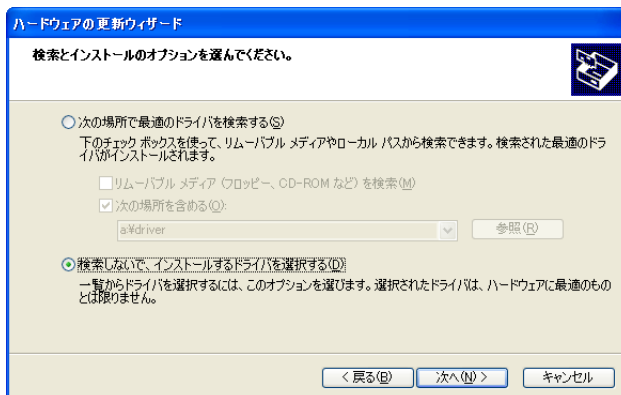 ハードウェアの更新ウィザード
検索とインストールのオプションを選んでください。
次の場所で最適のドライバを検索する(S)
下のチェック ボックスを使って、リムーバブル メディアやローカル パスから検索できます。検索された最適のドラ
イバがインストールされます。
リムーバブル メディア (フロッピー、CD-ROM など) を検索(M)
次の場所を含める(O):
a:¥driver
参照(R)
検索しないで、インストールするドライバを選択する(D)
一覧からドライバを選択するには、このオプションを選びます。選択されたドライバは、ハードウェアに最適のもの
とは限りません。
< 戻る(B)
次へ(N) >
キャンセル